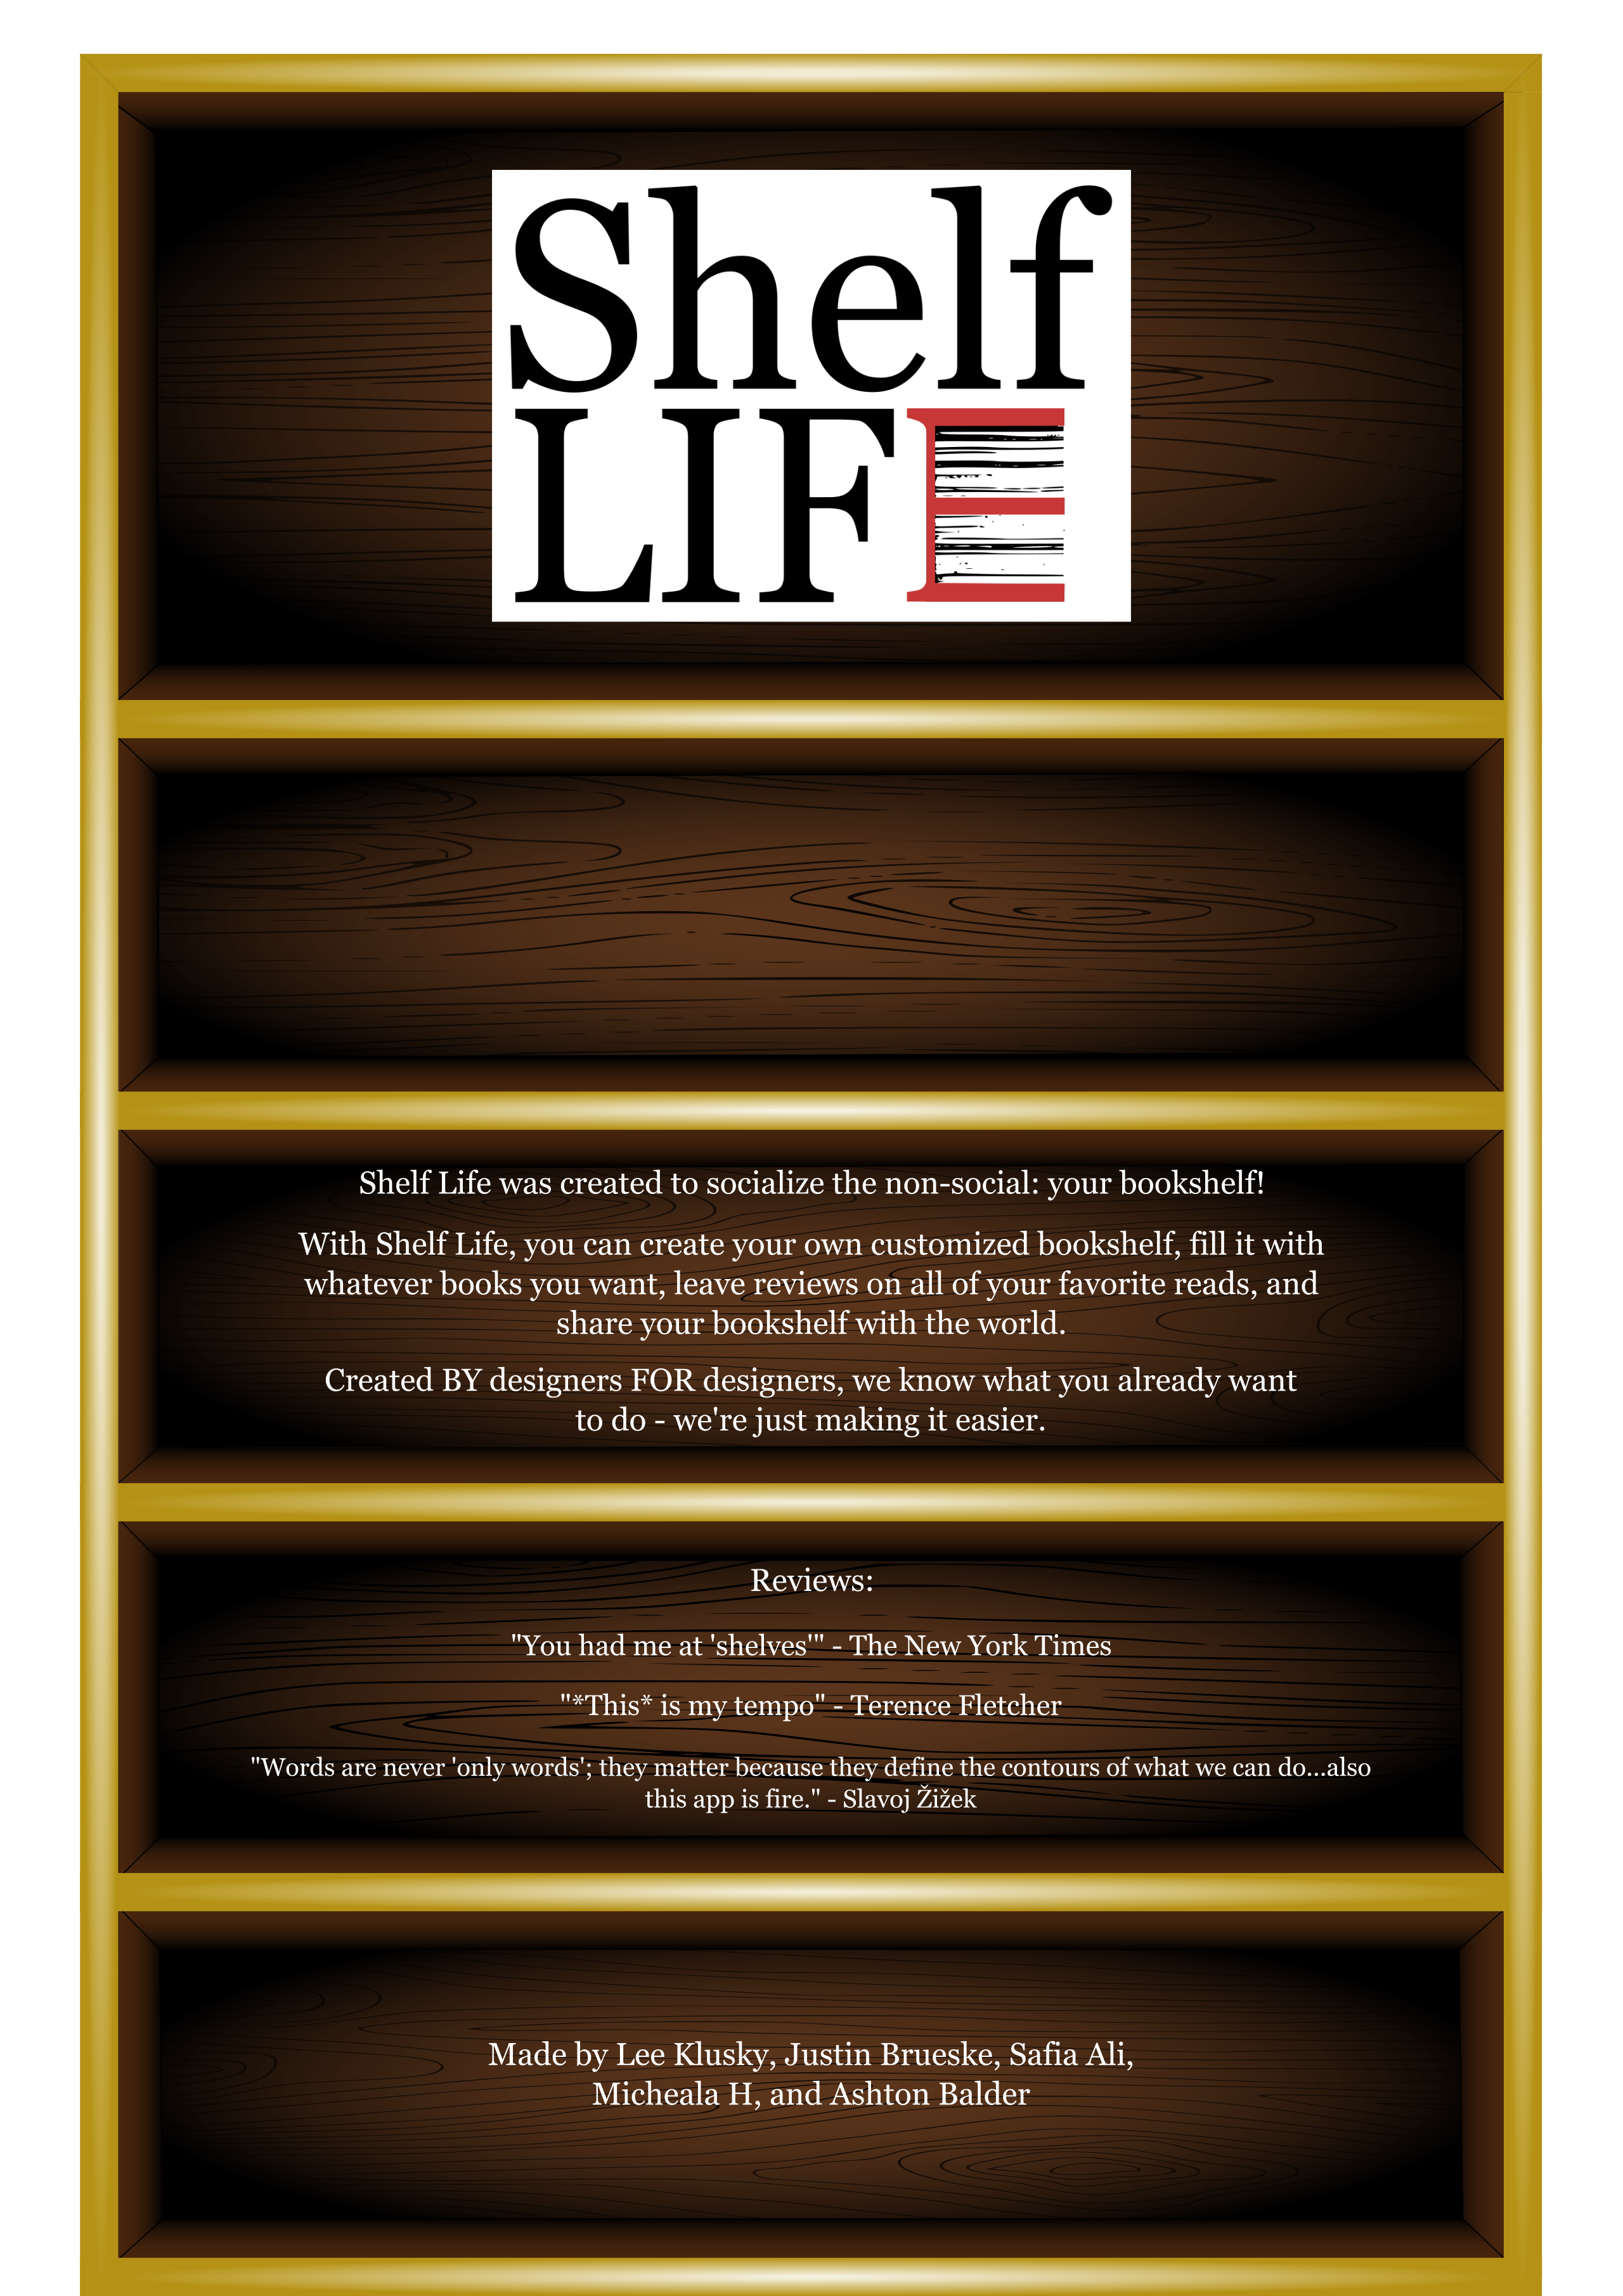 Shelf
LIFE
Shelf Life was created to socialize the non-social: your bookshelf!
With Shelf Life, you can create your own customized bookshelf, fill it with
whatever books you want, leave reviews on all of your favorite reads, and
share your bookshelf with the world.
Created BY designers FOR designers, we know what you already want
to do - we're just making it easier.
Reviews:
"You had me at 'shelves'" - The New York Times
"*This* is my tempo" - Terence Fletcher
"Words are never 'only words'; they matter because they define the contours of what we can do...also
this app is fire." - Slavoj Žižek
Made by Lee Klusky, Justin Brueske, Safia Ali,
Micheala H, and Ashton Balder